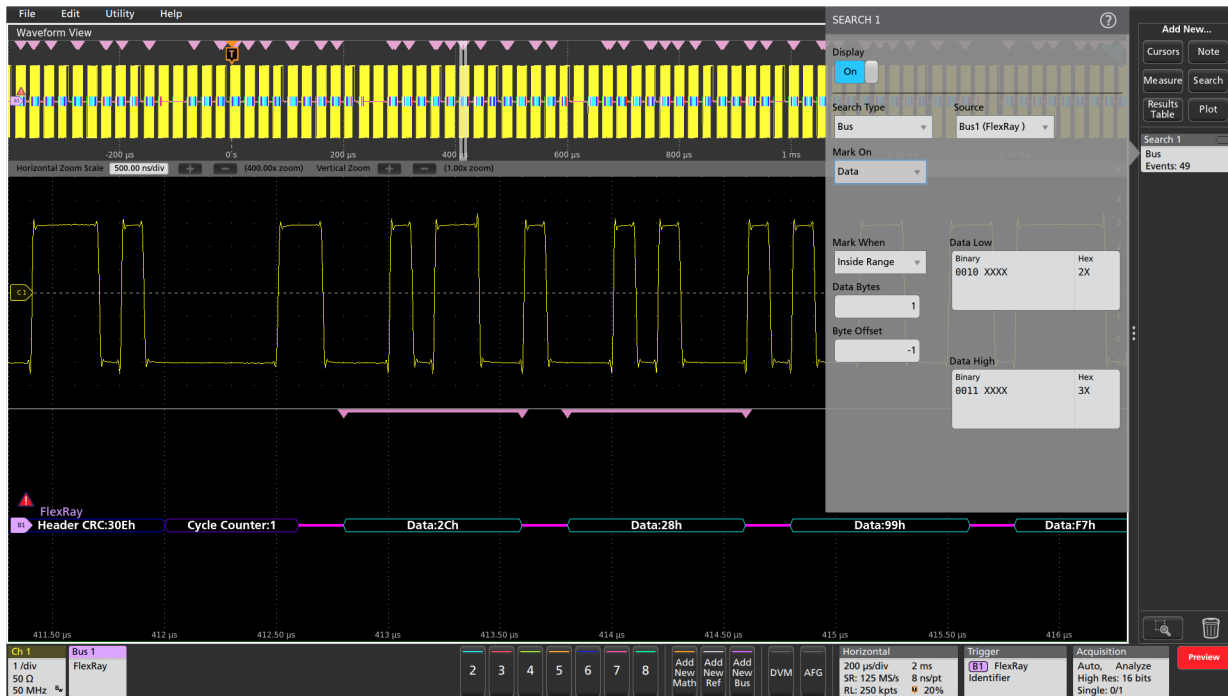 File Edit Utility Help
Waveform View
T
B1
-200 µs 0 s 200 µs 400 µs 600 µs 800 µs 1 ms
Horizontal Zoom Scale 500.00 ns/div + − (400.00x zoom) Vertical Zoom + − (1.00x zoom)
C1
FlexRay
B1 Header CRC:30Eh Cycle Counter:1 Data:2Ch Data:28h Data:99h Data:F7h
411.50 µs 412 µs 412.50 µs 413 µs 413.50 µs 414 µs 414.50 µs 415 µs 415.50 µs 416 µs
SEARCH 1 ?
Display
On
Search Type Source
Bus Bus1 (FlexRay )
Mark On
Data
Mark When Data Low
Inside Range
Binary Hex
0010 XXXX 2X
Data Bytes
1
Byte Offset
-1
Data High
Binary Hex
0011 XXXX 3X
Add New...
Cursors Note
Measure Search
Results
Table
Plot
Search 1
Bus
Events: 49
Ch 1
1 /div
50 Ω
50 MHz Bw
Bus 1
FlexRay
2 3 4 5 6 7 8
Add
New
Math
Add
New
Ref
Add
New
Bus
DVM AFG
Horizontal
200 µs/div 2 ms
SR: 125 MS/s 8 ns/pt
RL: 250 kpts 20%
Trigger
B1 FlexRay
Identifier
Acquisition
Auto, Analyze
High Res: 16 bits
Single: 0/1
Preview